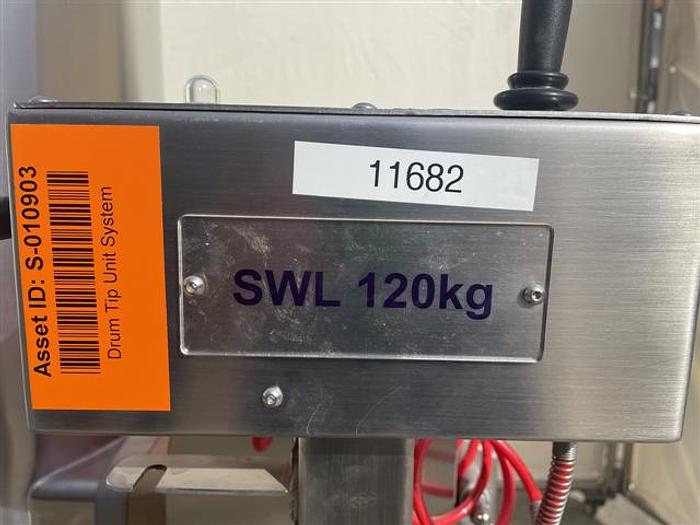 Asset ID: S-010903
Drum Tip Unit System
11682
SWL 120kg